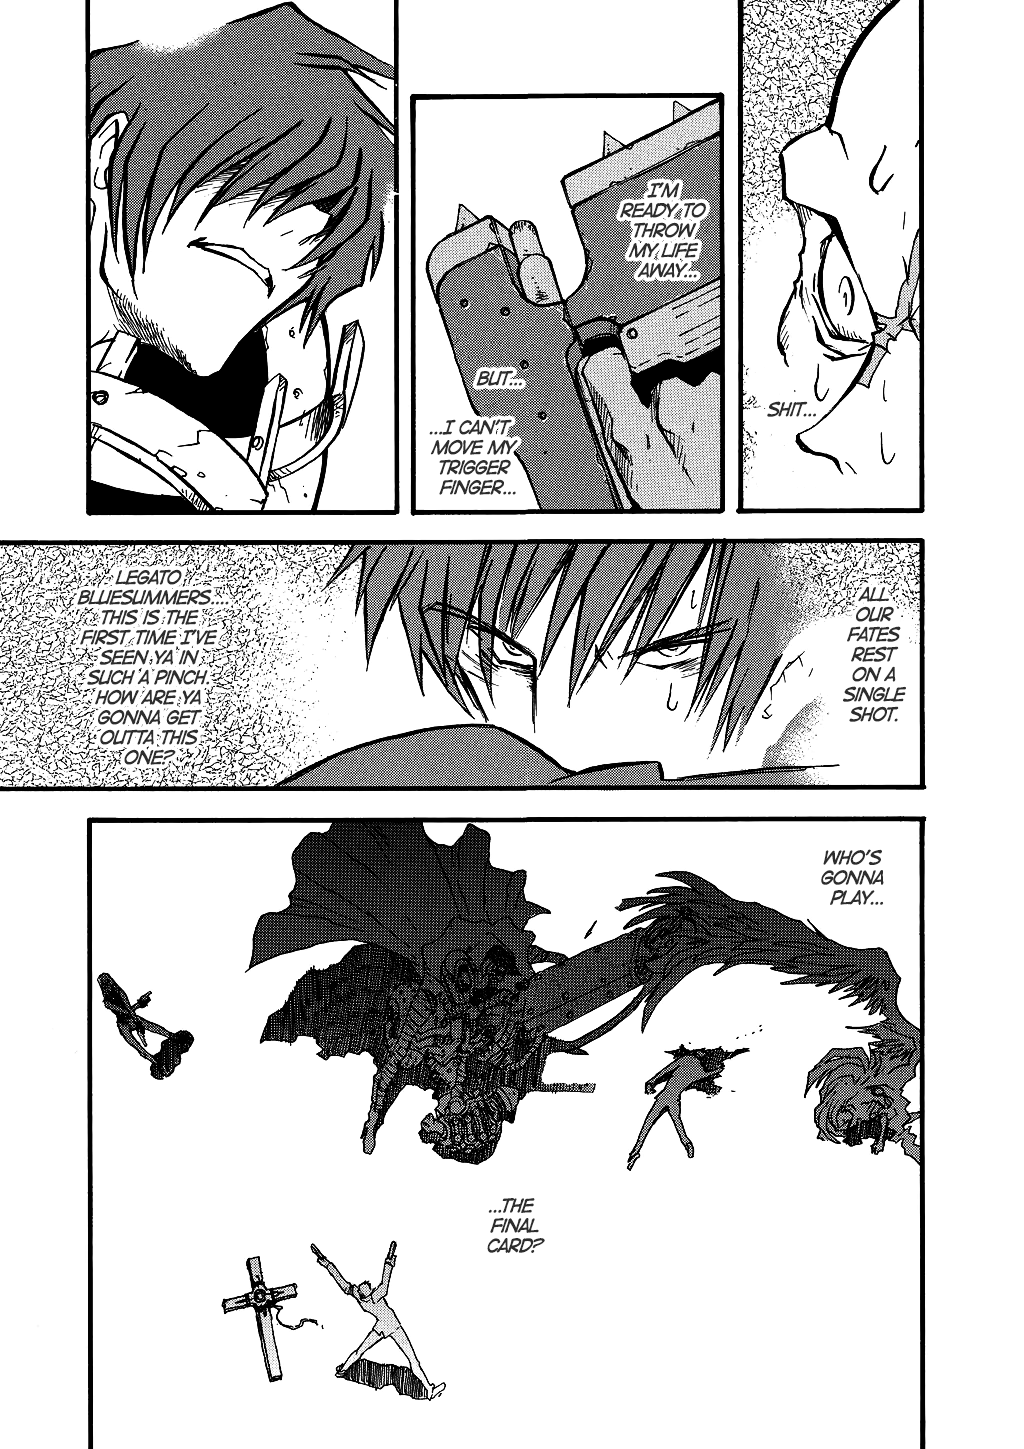 SHIT...
I'M
READY TO
THROW
MY LIFE
AWAY...
BUT...
...I CAN'T
MOVE MY
TRIGGER
FINGER...
ALL
OUR
FATES
REST
ON A
SINGLE
SHOT.
LEGATO
BLUESUMMERS...
THIS IS THE
FIRST TIME I'VE
SEEN YA IN
SUCH A PINCH.
HOW ARE YA
GONNA GET
OUTTA THIS
ONE?
WHO'S
GONNA
PLAY...
...THE
FINAL
CARD?